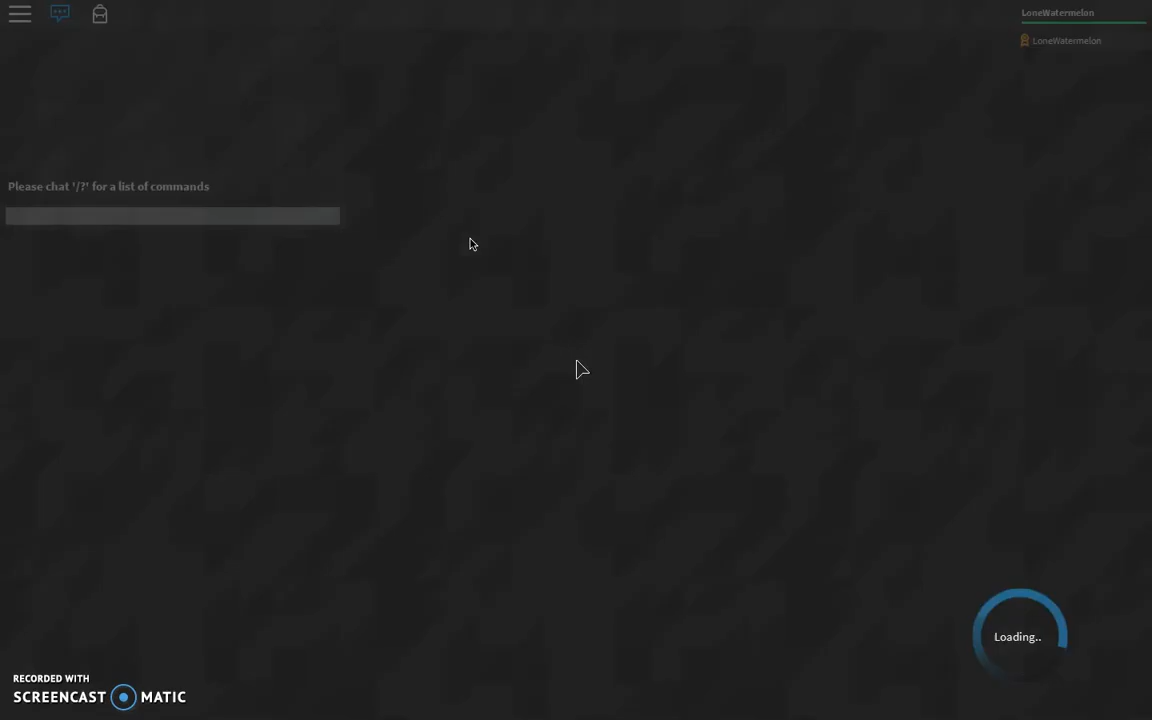 LoneWatermelon
LoneWatermelon
Please chat '/?' for a list of commands
Loading..
RECORDED WITH
SCREENCAST MATIC